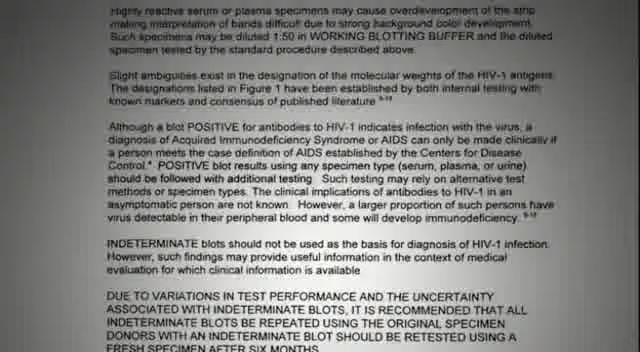 Highly reactive serum or plasma specimens may cause overdevelopment of the strip
making interpretation of bands difficult due to strong background color development.
Such specimens may be diluted 1:50 in WORKING BLOTTING BUFFER and the diluted
specimen tested by the standard procedure described above.
Slight ambiguities exist in the designation of the molecular weights of the HIV-1 antigens.
The designations listed in Figure 1 have been established by both internal testing with
known markers and consensus of published literature
Although a blot POSITIVE for antibodies to HIV-1 indicates infection with the virus, a
diagnosis of Acquired Immunodeficiency Syndrome or AIDS can only be made clinically if
a person meets the case definition of AIDS established by the Centers for Disease
Control. POSITIVE blot results using any specimen type (serum, plasma, or urine)
should be followed with additional testing Such testing may rely on alternative test
methods or specimen types. The clinical implications of antibodies to HIV-1 in an
asymptomatic person are not known. However, a larger proportion of such persons have
virus detectable in their peripheral blood and some will develop immunodeficiency.
INDETERMINATE blots should not be used as the basis for diagnosis of HIV-1 infection.
However, such findings may provide useful information in the context of medical
evaluation for which clinical information is available
DUE TO VARIATIONS IN TEST PERFORMANCE AND THE UNCERTAINTY
ASSOCIATED WITH INDETERMINATE BLOTS, IT IS RECOMMENDED THAT ALL
INDETERMINATE BLOTS BE REPEATED USING THE ORIGINAL SPECIMEN
DONORS WITH AN INDETERMINATE BLOT SHOULD BE RETESTED USING A
FRESH SPECIMEN AFTER SIX MONTHS